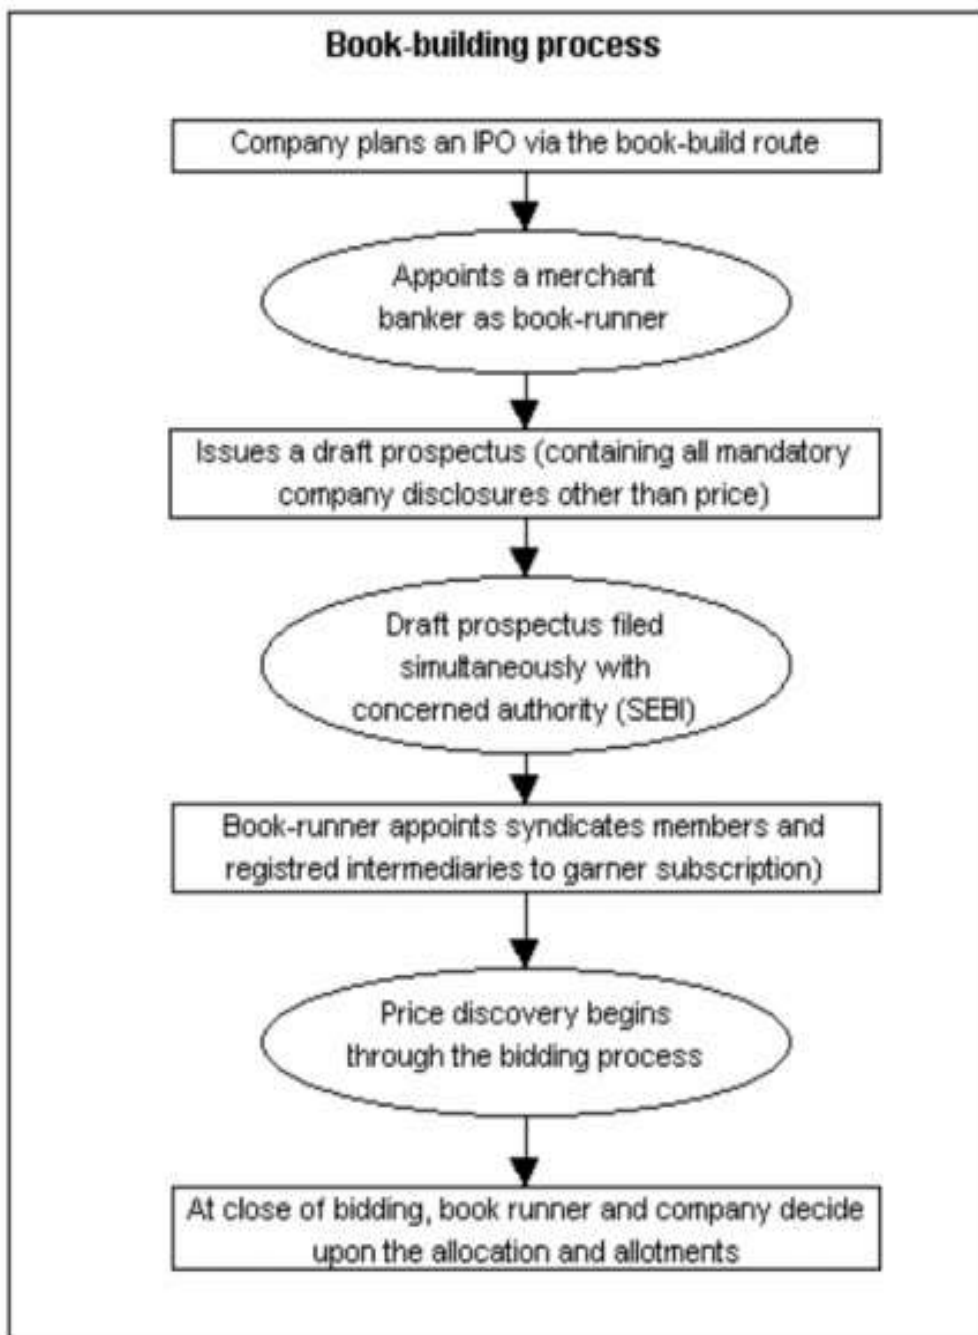 Book-building process
Company plans an IPO via the book-build route
Appoints a merchant
banker as book-runner
Issues a draft prospectus (containing all mandatory
company disclosures other than price)
Draft prospectus filed
simultaneously with
concerned authority (SEBI)
Book-runner appoints syndicates members and
registred intermediaries to garner subscription)
Price discovery begins
through the bidding process
At close of bidding, book runner and company decide
upon the allocation and allotments